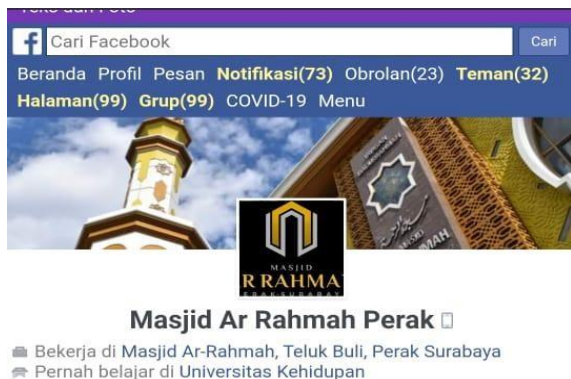 Teks dan Foto
Cari Facebook
Cari
Beranda Profil Pesan Notifikasi(73) Obrolan(23) Teman(32)
Halaman(99) Grup(99) COVID-19 Menu
MASJID
R RAHMA
Masjid Ar Rahmah Perak
Bekerja di Masjid Ar-Rahmah, Teluk Buli, Perak Surabaya
Pernah belajar di Universitas Kehidupan